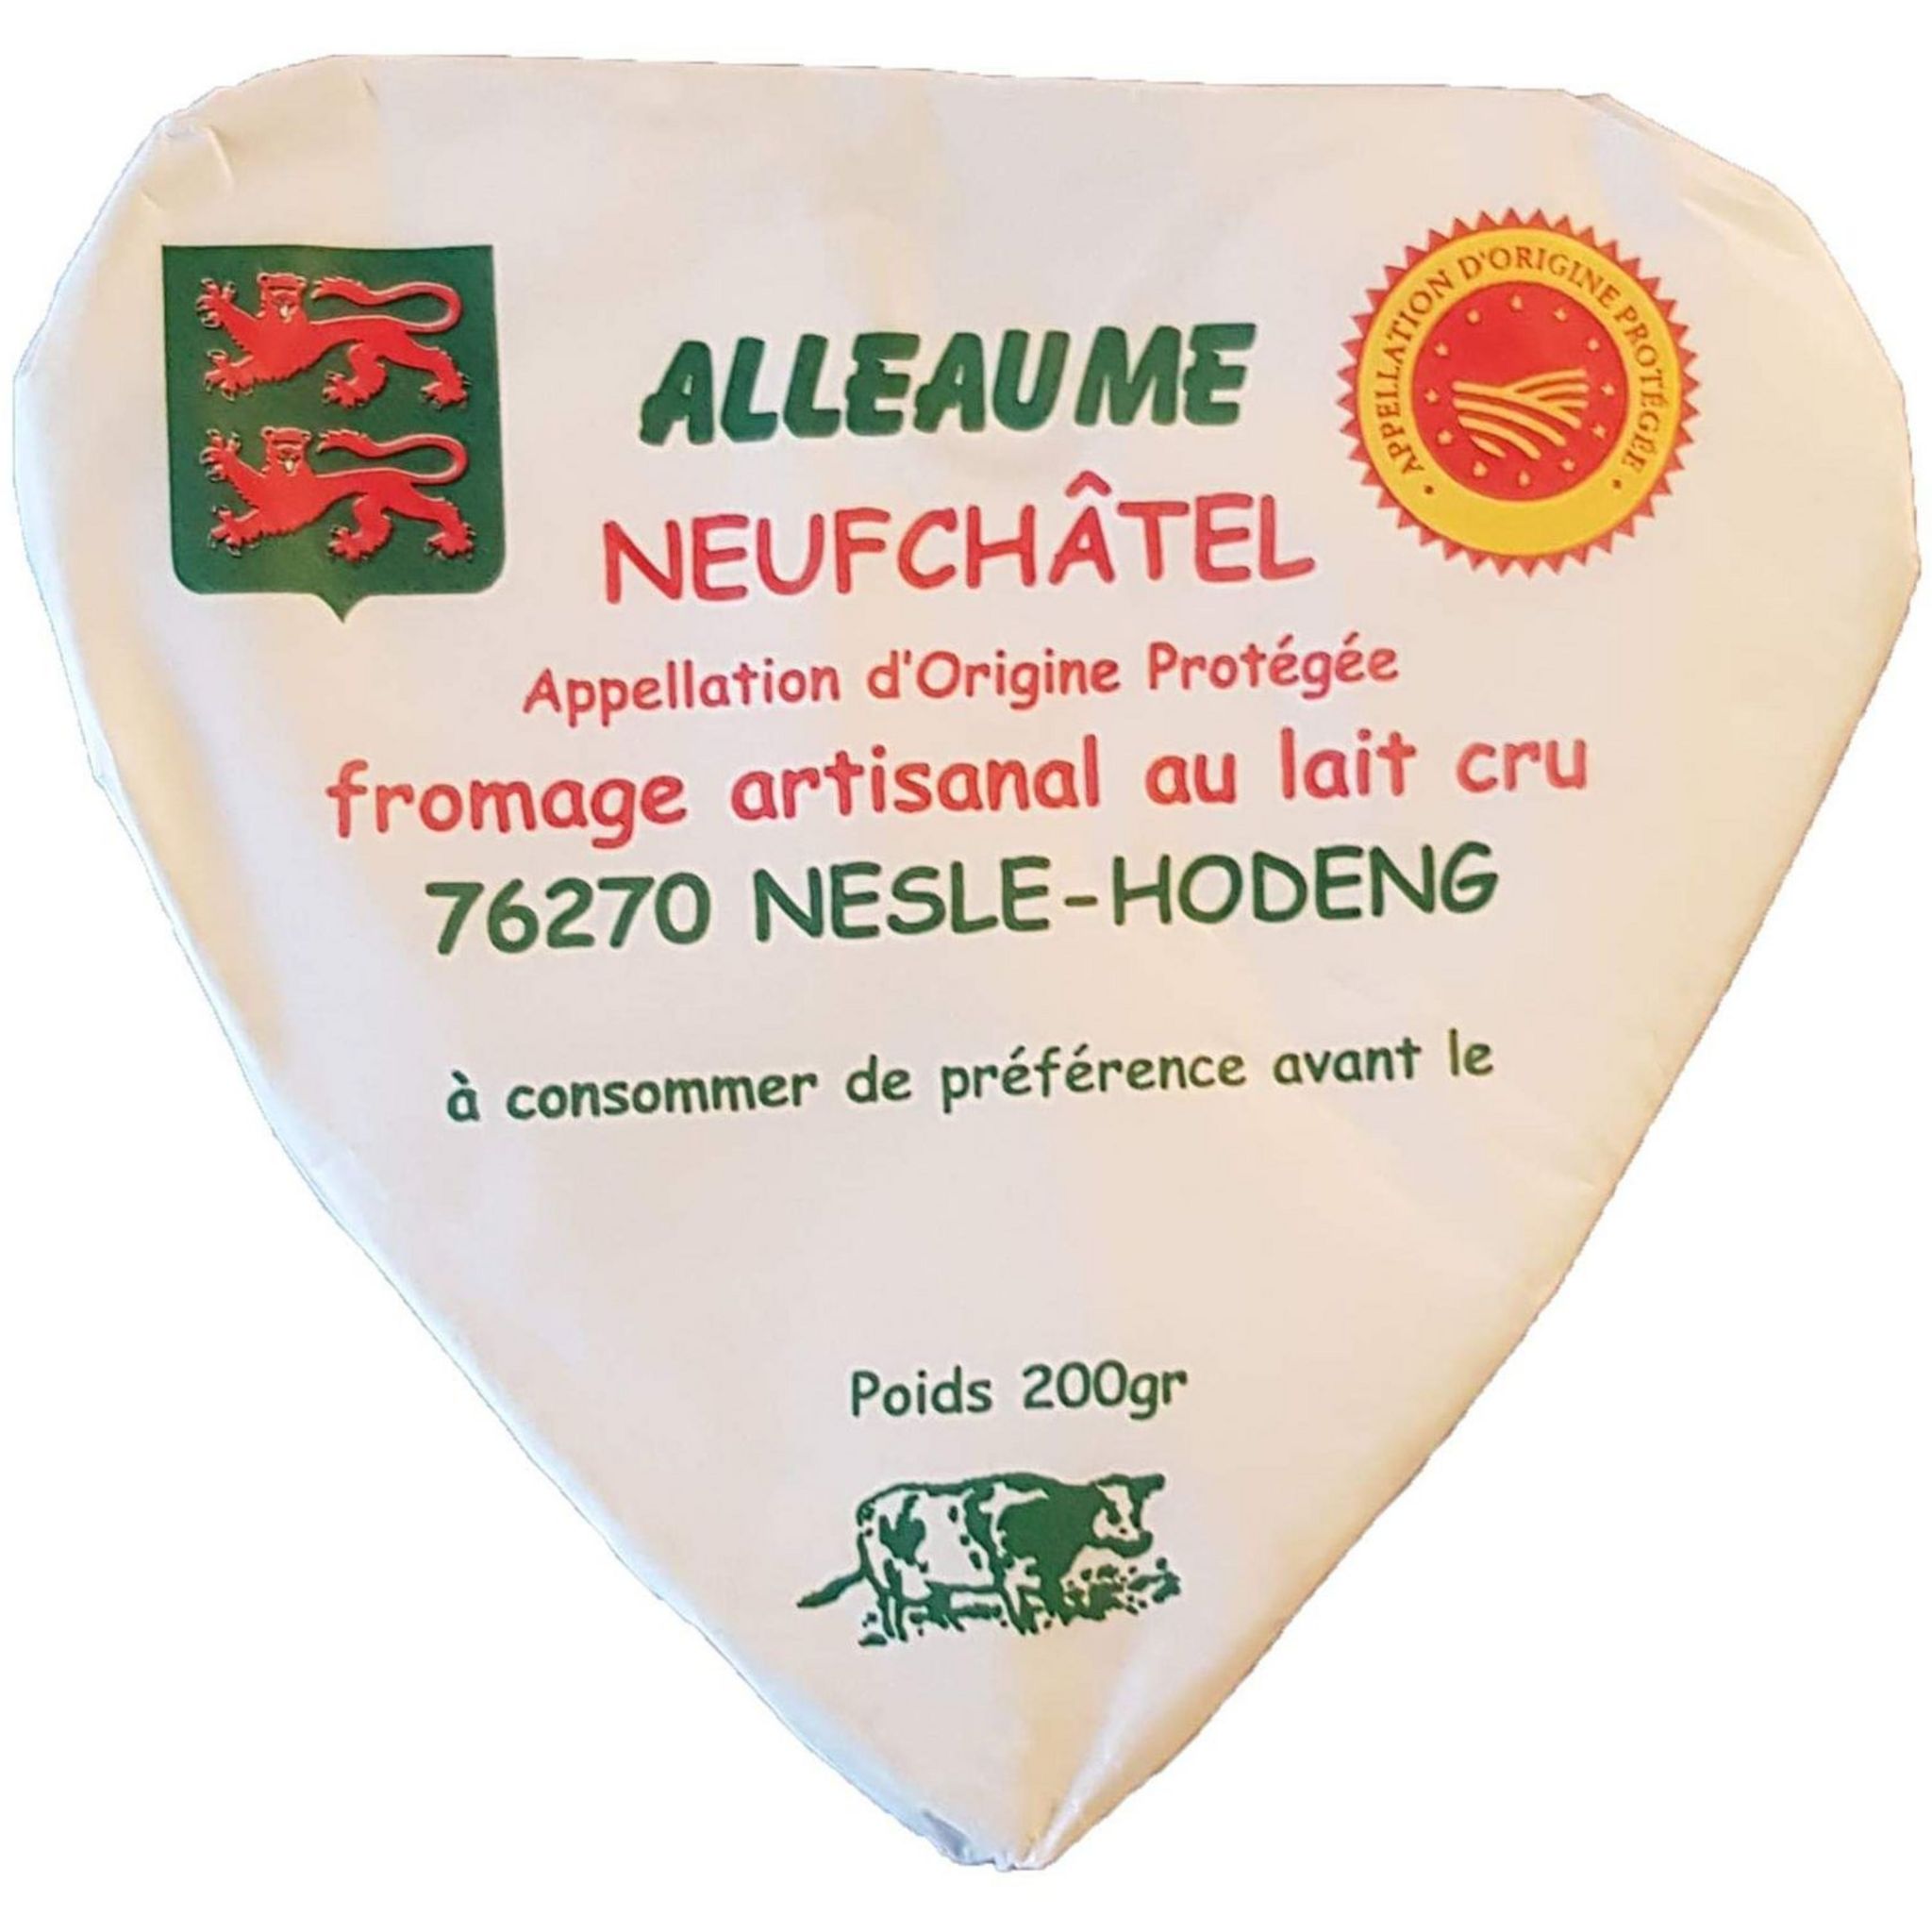 ALLEAUME
APPELLATION D'ORIGINE PROTÉGÉE
NEUFCHÂTEL
Appellation d'Origine Protégée
fromage artisanal au lait cru
76270 NESLE-HODENG
à consommer de préférence avant le
Poids 200gr